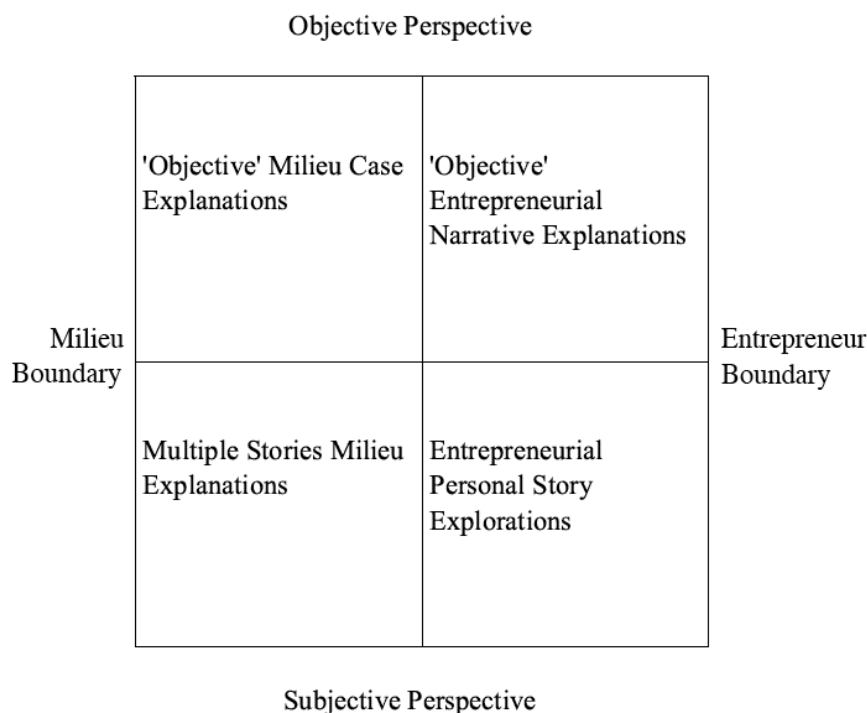 Objective Perspective
'Objective' Milieu Case
Explanations
'Objective'
Entrepreneurial
Narrative Explanations
Milieu
Boundary
Entrepreneur
Boundary
Multiple Stories Milieu
Explanations
Entrepreneurial
Personal Story
Explorations
Subjective Perspective